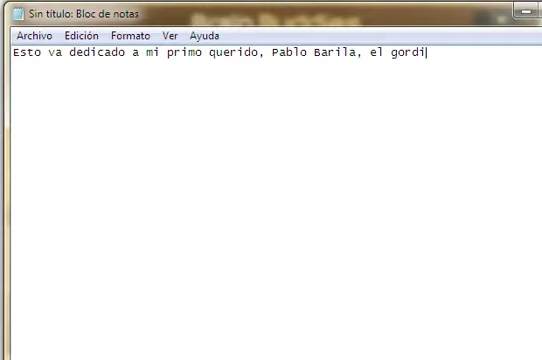 Sin título: Bloc de notas
Archivo Edición Formato Ver Ayuda
Esto va dedicado a mi primo querido, Pablo Barila, el gordi